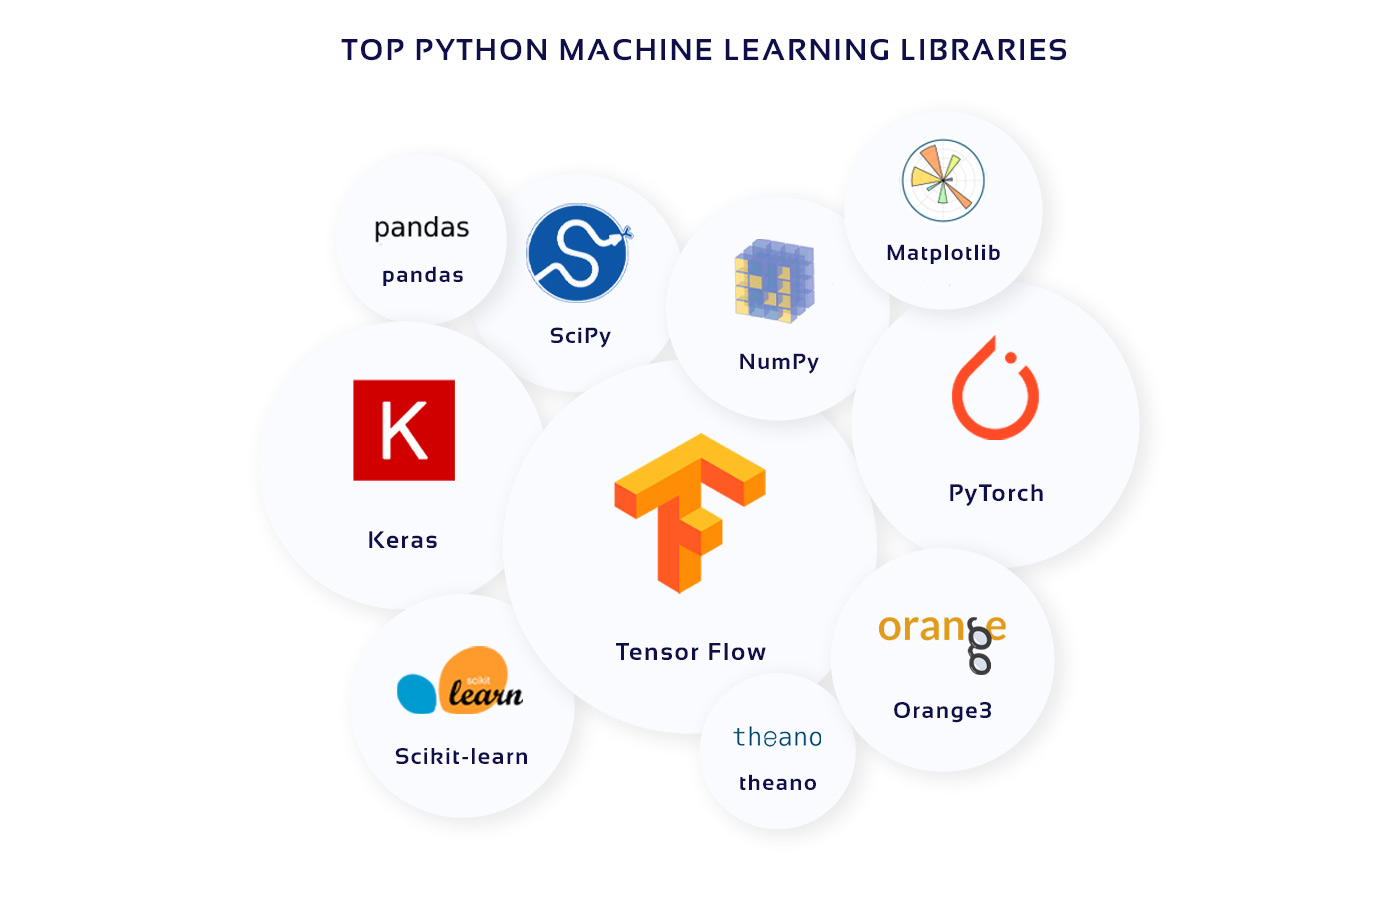 TOP PYTHON MACHINE LEARNING LIBRARIES
Matplotlib
pandas
pandas
SciPy
NumPy
K
Keras
PyTorch
Tensor Flow
orange
Orange3
scikit
learn
Scikit-learn
theano
theano